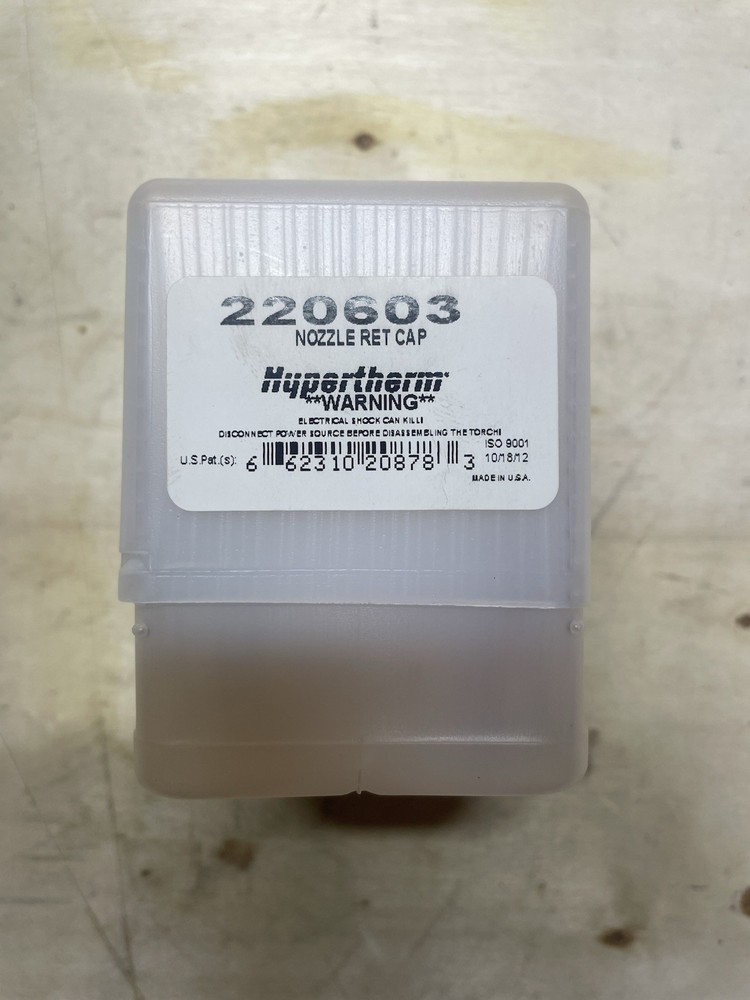 220603
NOZZLE RET CAP
Hypertherm®
**WARNING**
ELECTRICAL SHOCK CAN KILL!
DISCONNECT POWER SOURCE BEFORE DISASSEMBLING THE TORCH!
ISO 9001
U.S.Pat.(s): 6 62310 20878 3 10/18/12
MADE IN U.S.A.